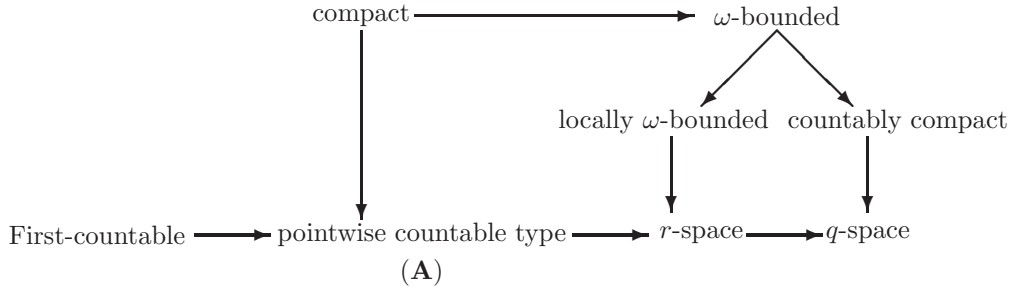 compact ω-bounded
locally ω-bounded countably compact
First-countable pointwise countable type r-space q-space
(A)